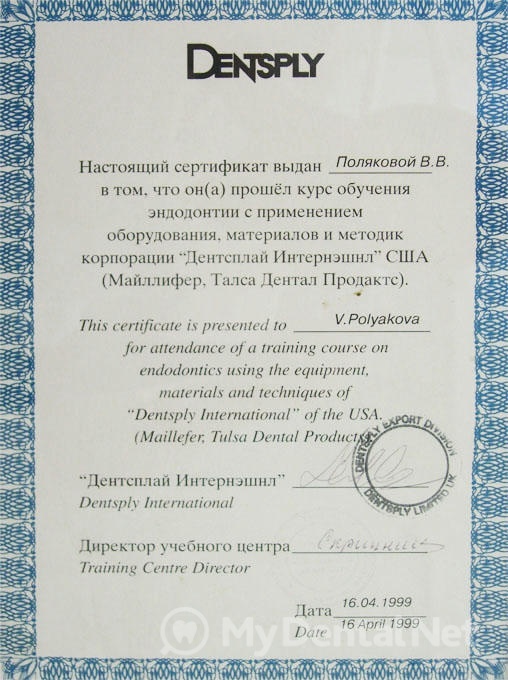 DENTSPLY
Настоящий сертификат выдан Поляковой В.В.
в том, что он(а) прошёл курс обучения
эндодонтии с применением
оборудования, материалов и методик
корпорации “Дентсплай Интернэшнл” США
(Майллифер, Талса Дентал Продактс).
This certificate is presented to V.Polyakova
for attendance of a training course on
endodontics using the equipment,
materials and techniques of
“Dentsply International” of the USA.
(Maillefer, Tulsa Dental Products
DENTSPLY EXPORT DIVISION
DENTSPLY LIMITED UK
“Дентсплай Интернэшнл”
Dentsply International
Директор учебного центра
Training Centre Director
Дата 16.04.1999
Date 16 April 1999
MyDentalNet